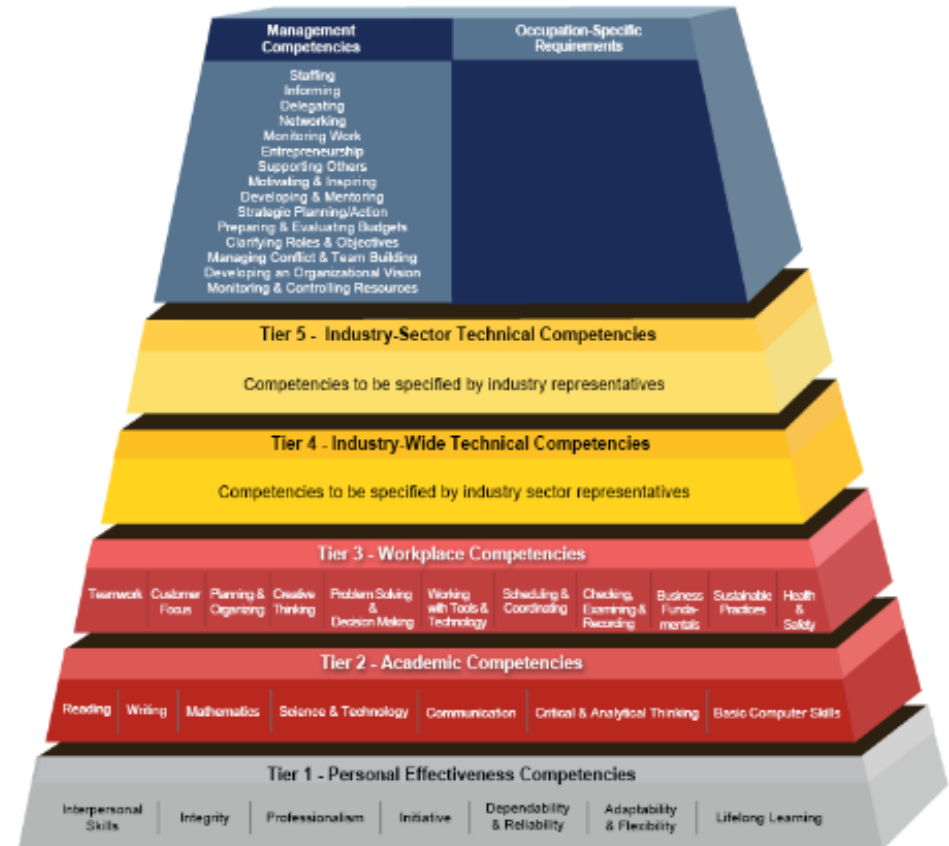 Management
Competencies
Occupation-Specific
Requirements
Staffing
Informing
Delegating
Networking
Monitoring Work
Entrepreneurship
Supporting Others
Motivating & Inspiring
Developing & Mentoring
Strategic Planning/Action
Preparing & Evaluating Budgets
Clarifying Roles & Objectives
Managing Conflict & Team Building
Developing an Organizational Vision
Monitoring & Controlling Resources
Tier 5 - Industry-Sector Technical Competencies
Competencies to be specified by industry representatives
Tier 4 - Industry-Wide Technical Competencies
Competencies to be specified by industry sector representatives
Tier 3 - Workplace Competencies
Teamwork
Customer
Focus
Planning &
Organizing
Creative
Thinking
Problem Solving
&
Decision Making
Working
with Tools &
Technology
Scheduling &
Coordinating
Checking,
Examining &
Recording
Business
Funda-
mentals
Sustainable
Practices
Health
&
Safety
Tier 2 - Academic Competencies
Reading
Writing
Mathematics
Science & Technology
Communication
Critical & Analytical Thinking
Basic Computer Skills
Tier 1 - Personal Effectiveness Competencies
Interpersonal
Skills
Integrity
Professionalism
Initiative
Dependability
& Reliability
Adaptability
& Flexibility
Lifelong Learning